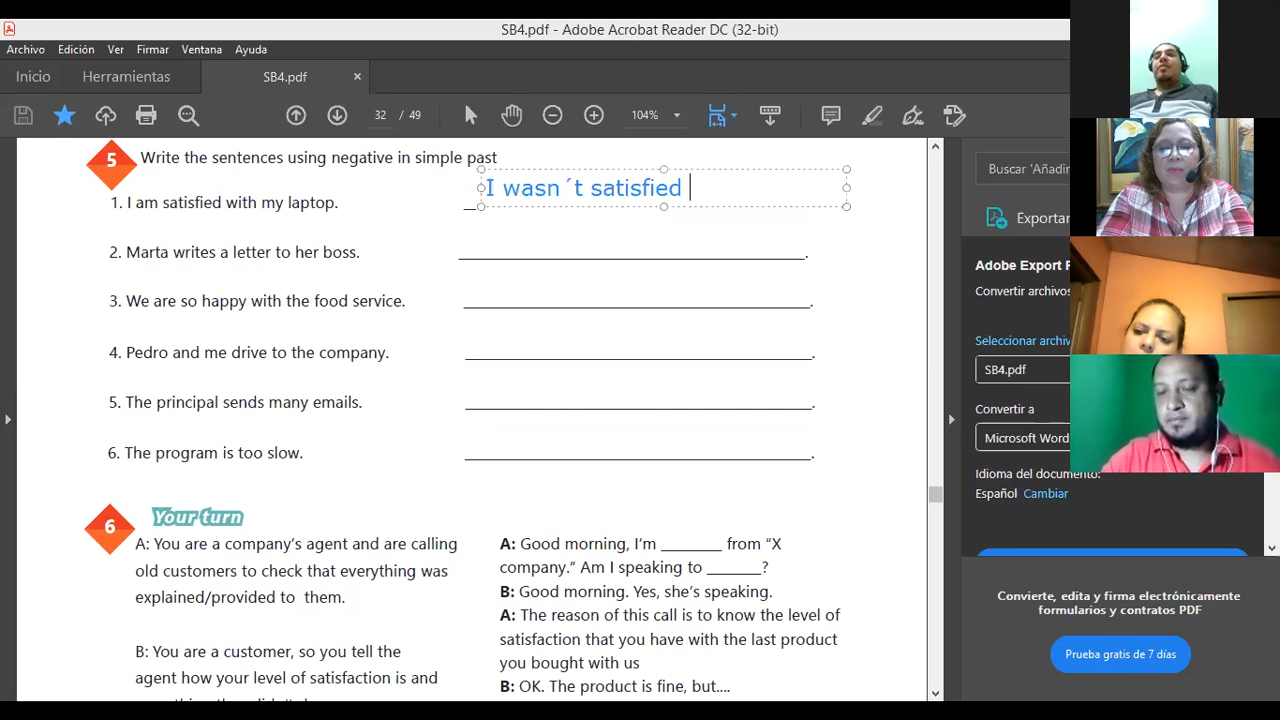 SB4.pdf - Adobe Acrobat Reader DC (32-bit)
Archivo Edición Ver Firmar Ventana Ayuda
Inicio Herramientas SB4.pdf ×
32 / 49 104%
5 Write the sentences using negative in simple past
I wasn´t satisfied
1. I am satisfied with my laptop. _
2. Marta writes a letter to her boss. ______________________.
3. We are so happy with the food service. ______________________.
4. Pedro and me drive to the company. ______________________.
5. The principal sends many emails. ______________________.
6. The program is too slow. ______________________.
6 Your turn
A: You are a company's agent and are calling
old customers to check that everything was
explained/provided to them.
B: You are a customer, so you tell the
agent how your level of satisfaction is and
A: Good morning, I'm _______ from “X
company.” Am I speaking to _______?
B: Good morning. Yes, she's speaking.
A: The reason of this call is to know the level of
satisfaction that you have with the last product
you bought with us
B: OK. The product is fine, but....
Buscar 'Añadir
Exportar
Adobe Export
Convertir archivos
Seleccionar archiv
SB4.pdf
Convertir a
Microsoft Word
Idioma del documento:
Español Cambiar
Convierte, edita y firma electrónicamente
formularios y contratos PDF
Prueba gratis de 7 días